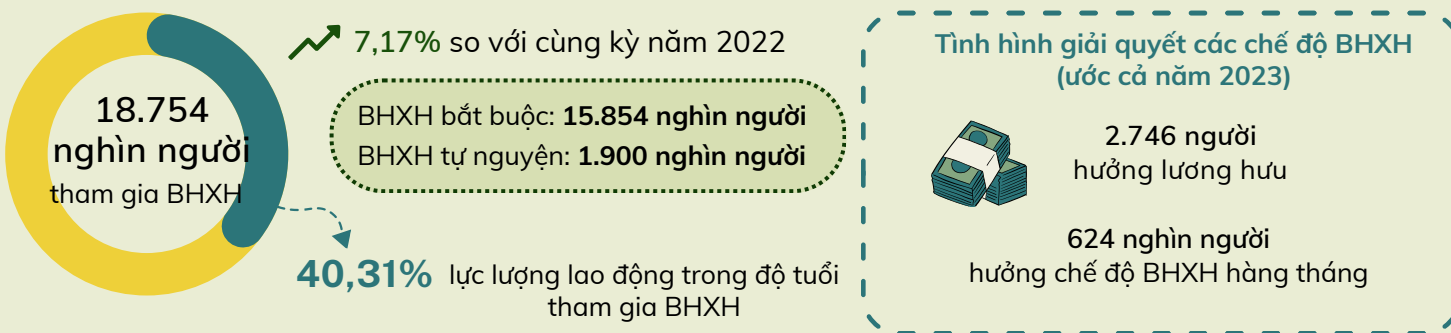 18.754
nghìn người
tham gia BHXH
7,17% so với cùng kỳ năm 2022
BHXH bắt buộc: 15.854 nghìn người
BHXH tự nguyện: 1.900 nghìn người
40,31% lực lượng lao động trong độ tuổi
tham gia BHXH
Tình hình giải quyết các chế độ BHXH
(ước cả năm 2023)
2.746 người
hưởng lương hưu
624 nghìn người
hưởng chế độ BHXH hàng tháng